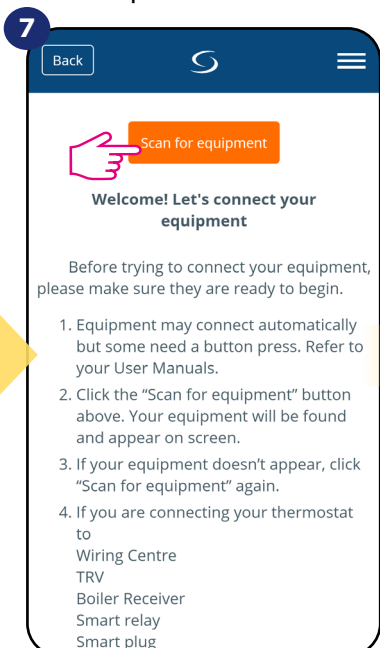 7
Back
Scan for equipment
Welcome! Let's connect your
equipment
Before trying to connect your equipment,
please make sure they are ready to begin.
1. Equipment may connect automatically
but some need a button press. Refer to
your User Manuals.
2. Click the “Scan for equipment” button
above. Your equipment will be found
and appear on screen.
3. If your equipment doesn’t appear, click
“Scan for equipment” again.
4. If you are connecting your thermostat
to
Wiring Centre
TRV
Boiler Receiver
Smart relay
Smart plug